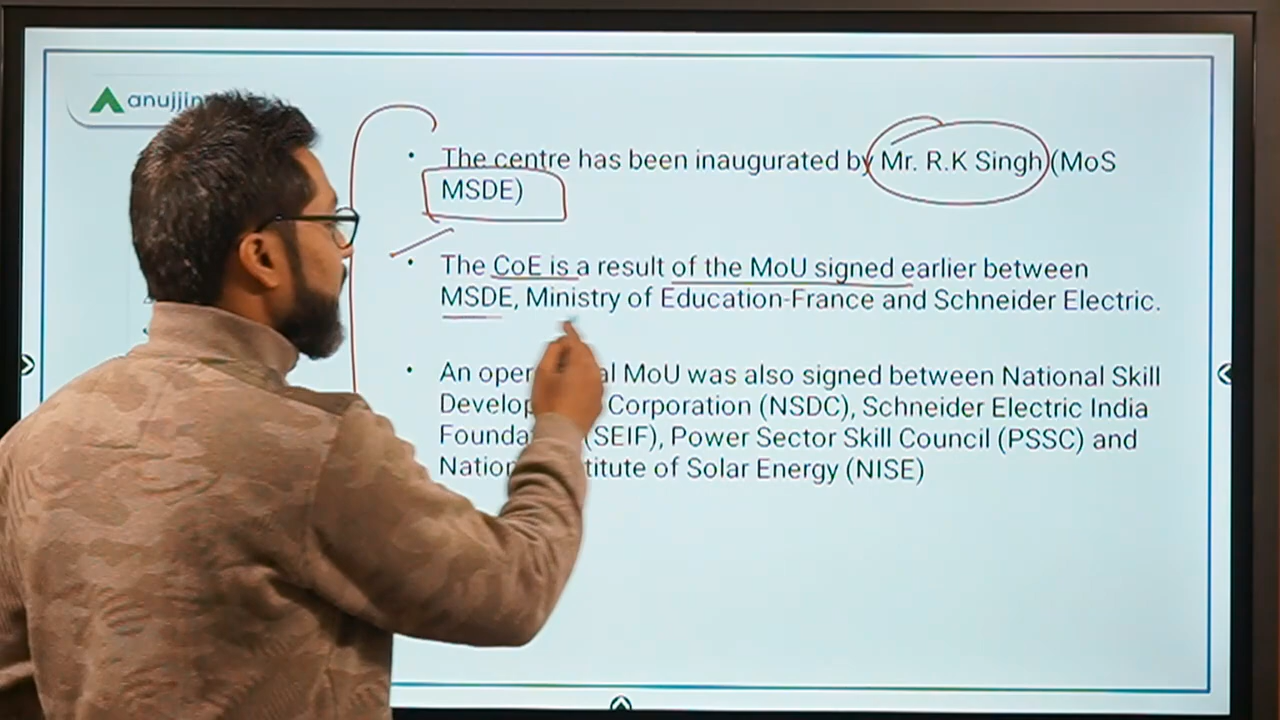 anujjin
The centre has been inaugurated by Mr. R.K Singh (MoS
MSDE)
The CoE is a result of the MoU signed earlier between
MSDE, Ministry of Education-France and Schneider Electric.
An oper al MoU was also signed between National Skill
Develop Corporation (NSDC), Schneider Electric India
Founda (SEIF), Power Sector Skill Council (PSSC) and
Nation titute of Solar Energy (NISE)